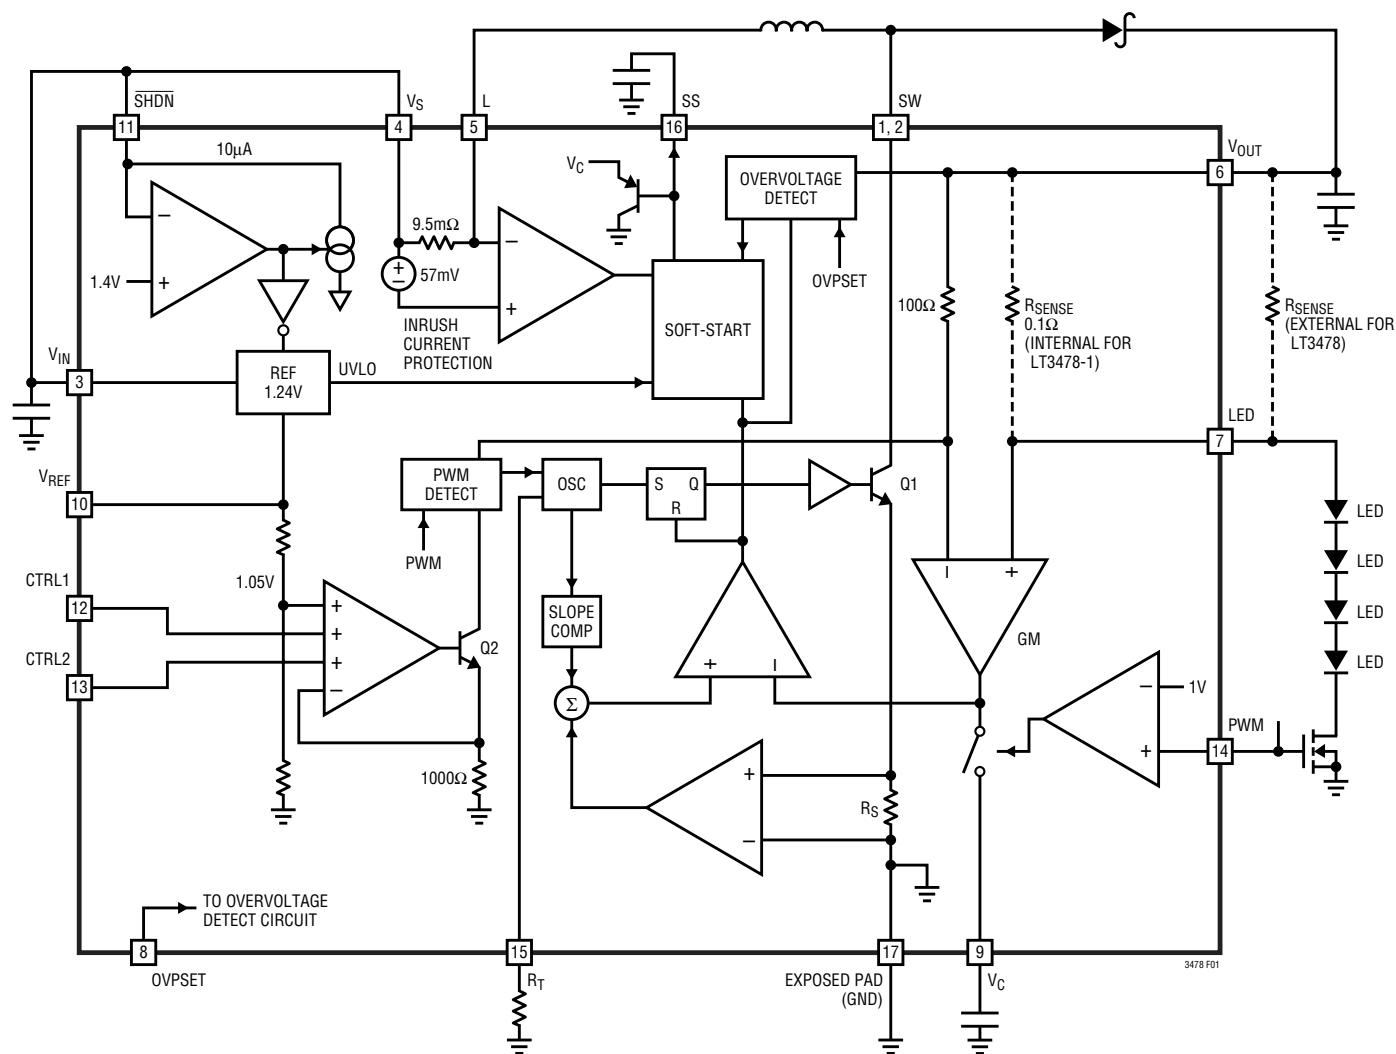 SHDN
11
10µA
1.4V
−
+
VS
4
L
5
9.5mΩ
+
−
57mV
−
+
INRUSH
CURRENT
PROTECTION
SS
16
VC
SOFT-START
OVERVOLTAGE
DETECT
OVPSET
SW
1, 2
VOUT
6
100Ω
RSENSE
0.1Ω
(INTERNAL FOR
LT3478-1)
RSENSE
(EXTERNAL FOR
LT3478)
VIN
3
REF
1.24V
UVLO
LED
7
VREF
10
PWM
DETECT
PWM
OSC
S
Q
R
Q1
LED
LED
LED
LED
1.05V
CTRL1
12
CTRL2
13
+
+
+
−
Q2
1000Ω
SLOPE
COMP
Σ
+
−
−
+
GM
−
1V
+
PWM
14
+
−
RS
TO OVERVOLTAGE
DETECT CIRCUIT
8
OVPSET
15
RT
17
EXPOSED PAD
(GND)
9
VC
3478 F01